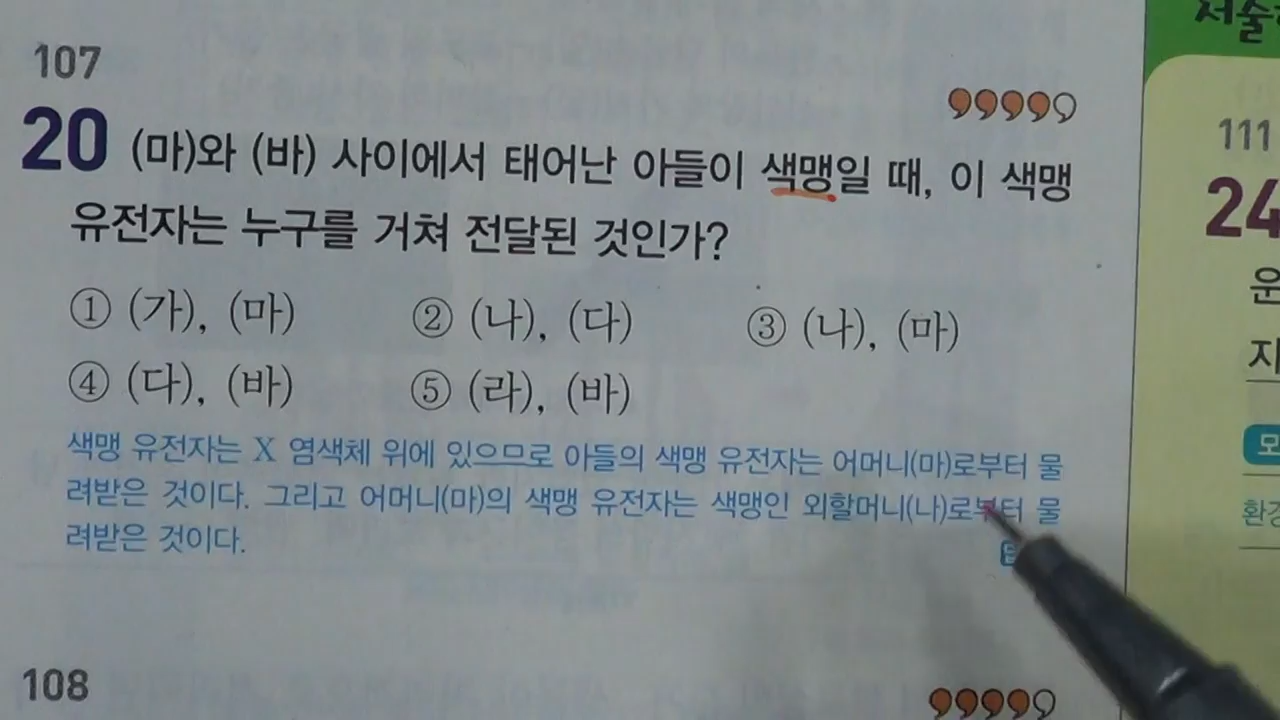 107
20 (마)와 (바) 사이에서 태어난 아들이 색맹일 때, 이 색맹
유전자는 누구를 거쳐 전달된 것인가?
① (가), (마) ② (나), (다) ③ (나), (마)
④ (다), (바) ⑤ (라), (바)
색맹 유전자는 X 염색체 위에 있으므로 아들의 색맹 유전자는 어머니(마)로부터 물
려받은 것이다. 그리고 어머니(마)의 색맹 유전자는 색맹인 외할머니(나)로부터 물
려받은 것이다.
108
111
24